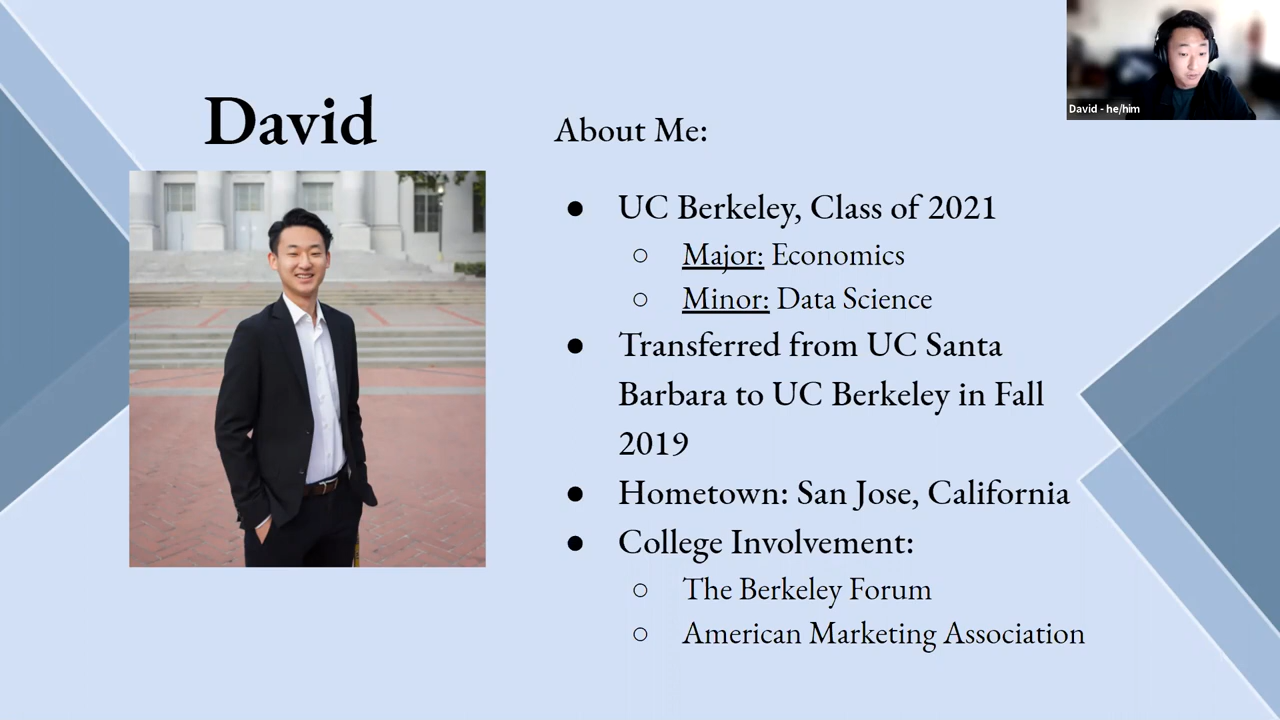 David
About Me:
● UC Berkeley, Class of 2021
○ Major: Economics
○ Minor: Data Science
● Transferred from UC Santa
Barbara to UC Berkeley in Fall
2019
● Hometown: San Jose, California
● College Involvement:
○ The Berkeley Forum
○ American Marketing Association
David - he/him